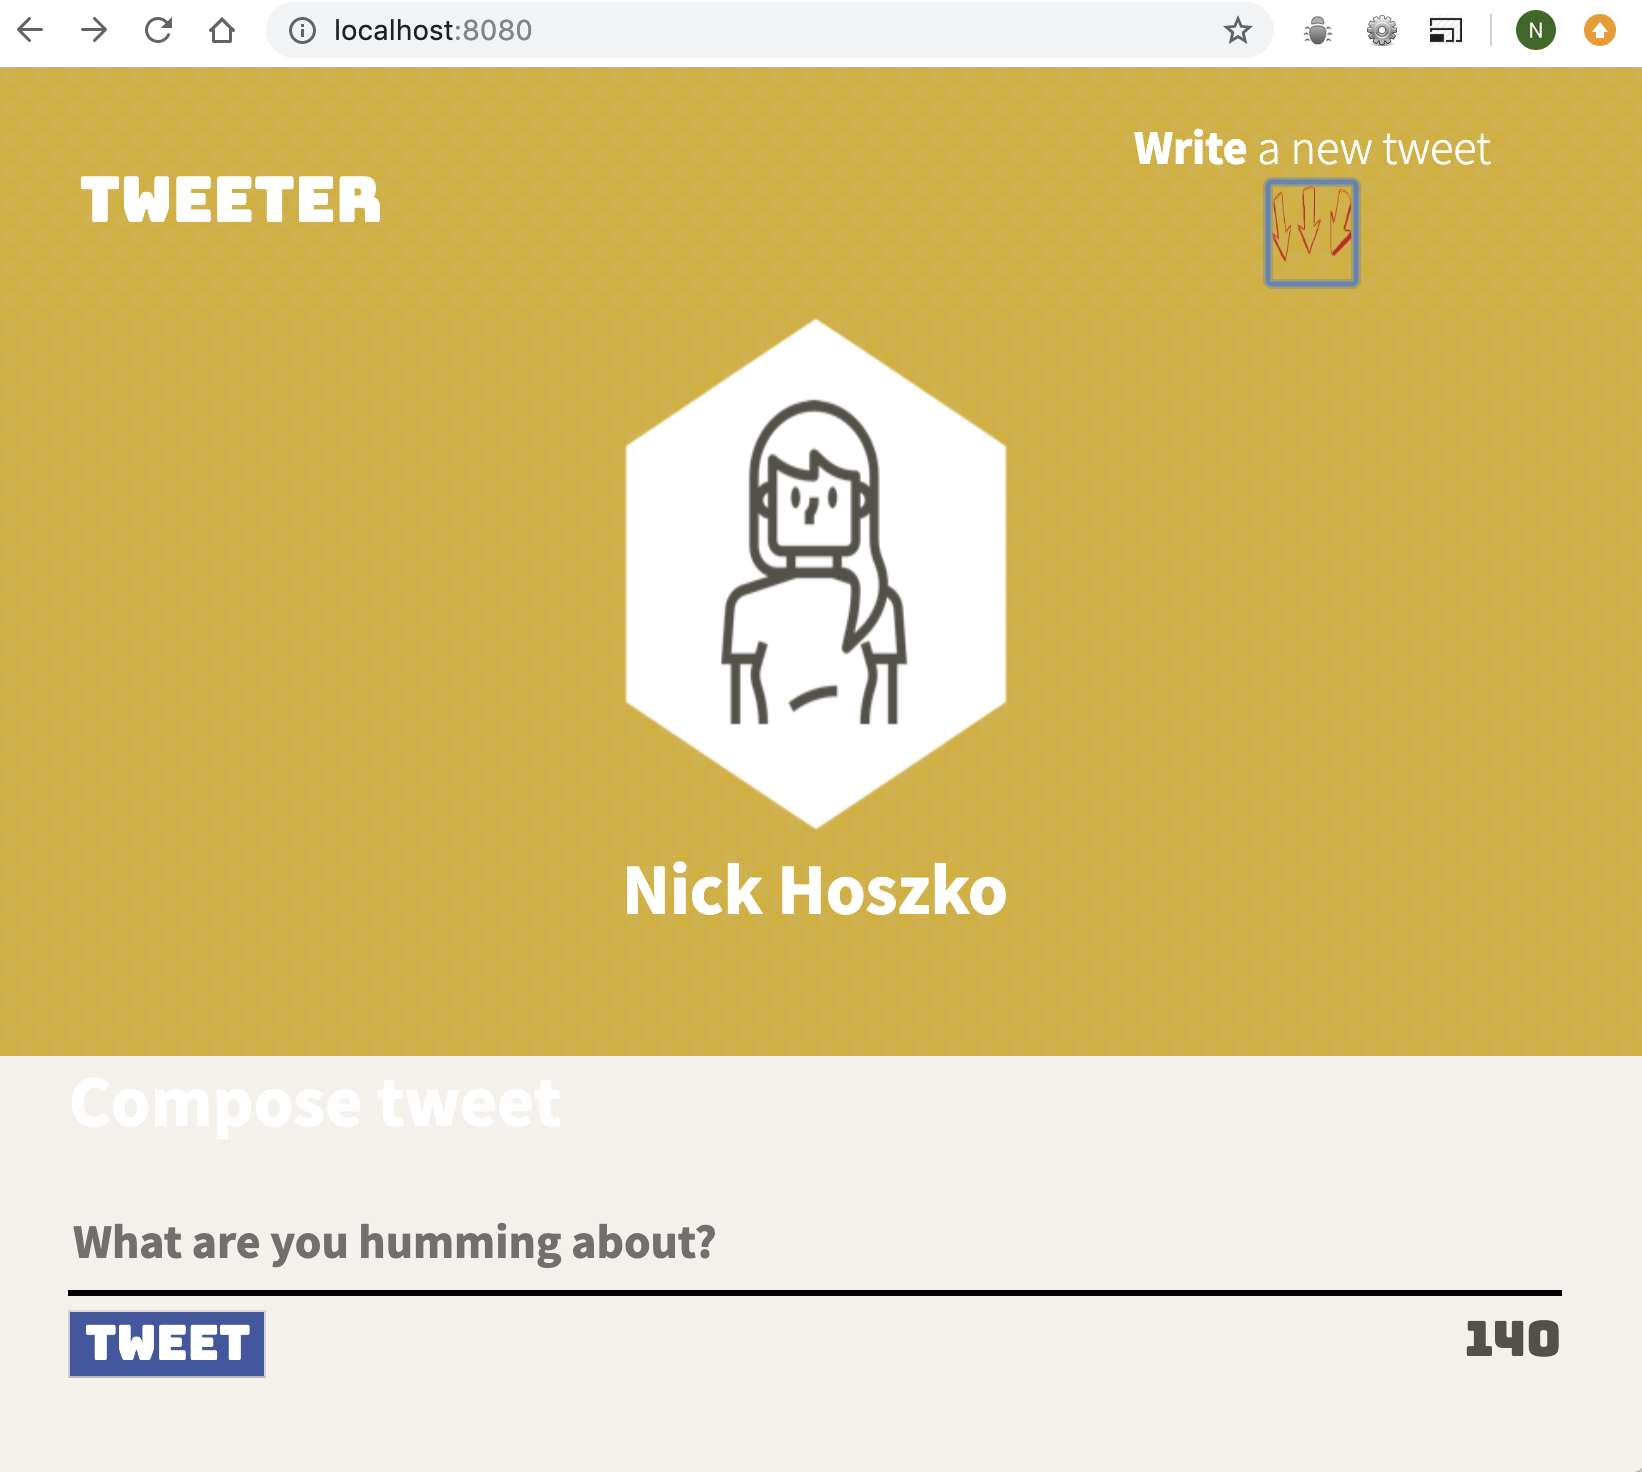 localhost:8080
N
Write a new tweet
TWEETER
Nick Hoszko
Compose tweet
What are you humming about?
TWEET
140